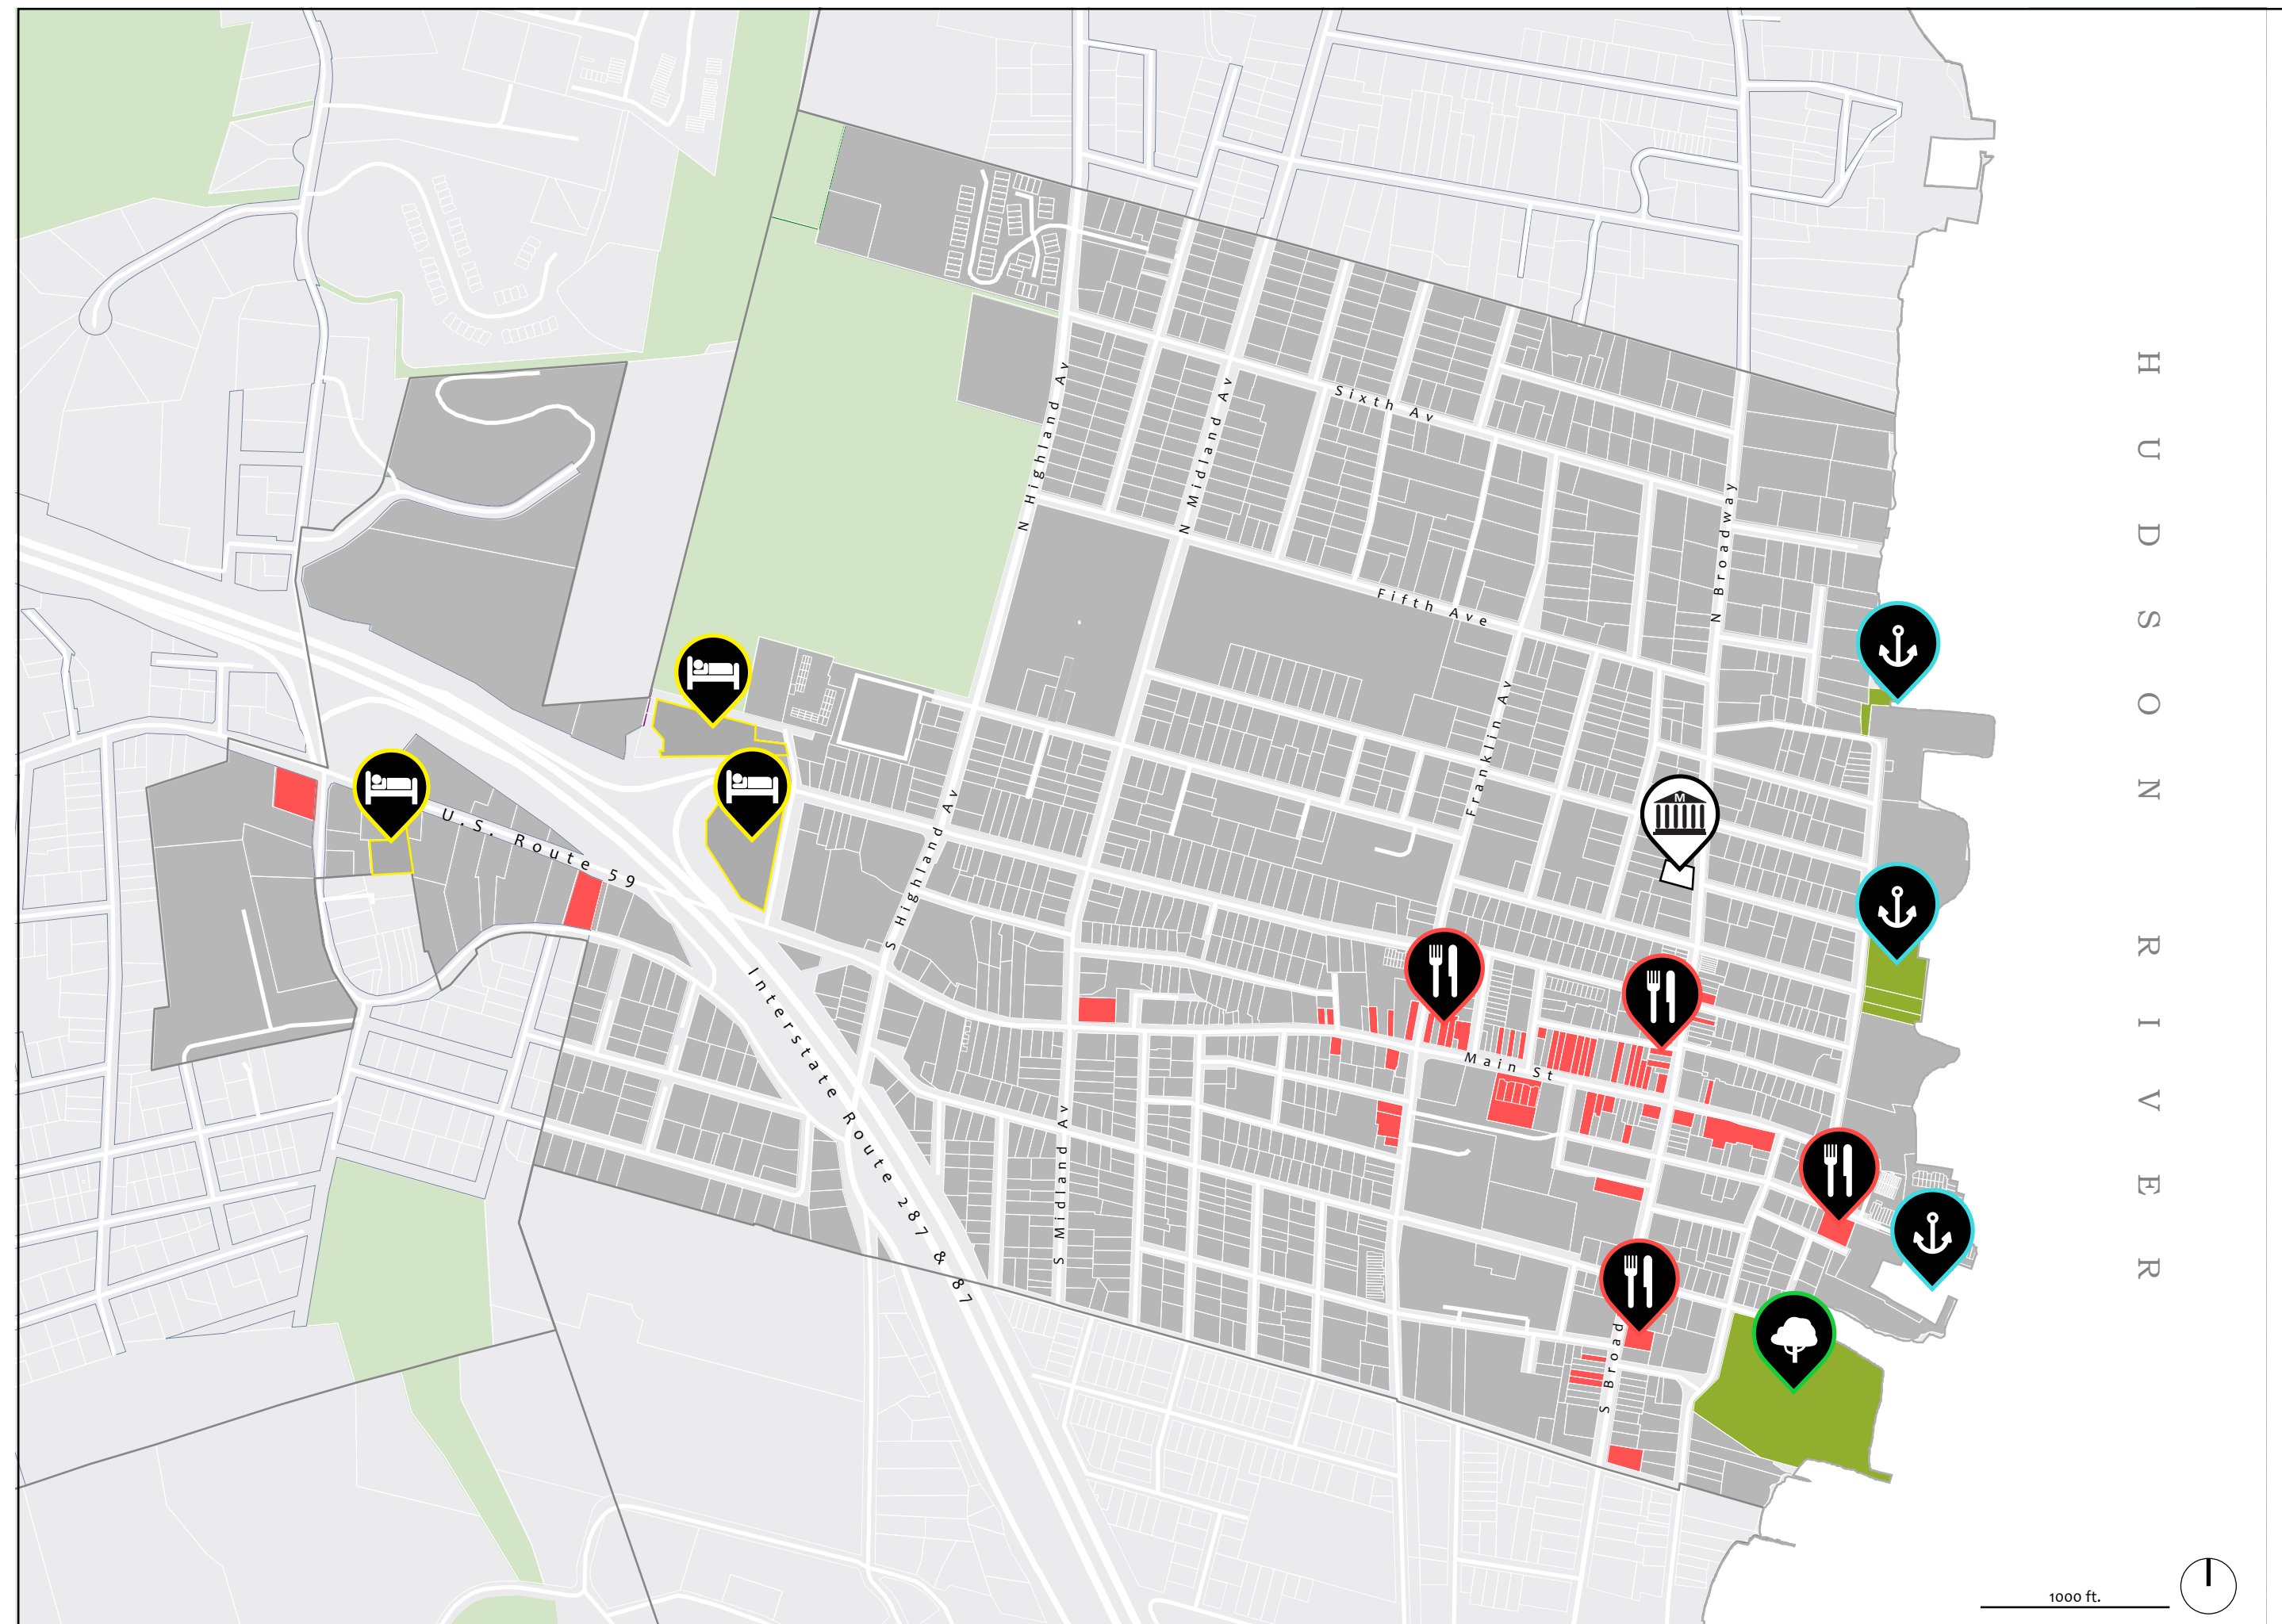 N Highland Av
N Midland Av
Sixth Av
N Broadway
Fifth Ave
Franklin Av
HUDSON RIVER
U.S. Route 59
S Highland Av
M
Interstate Route 287 & 87
Main St
S Midland Av
S Broad
1000 ft.